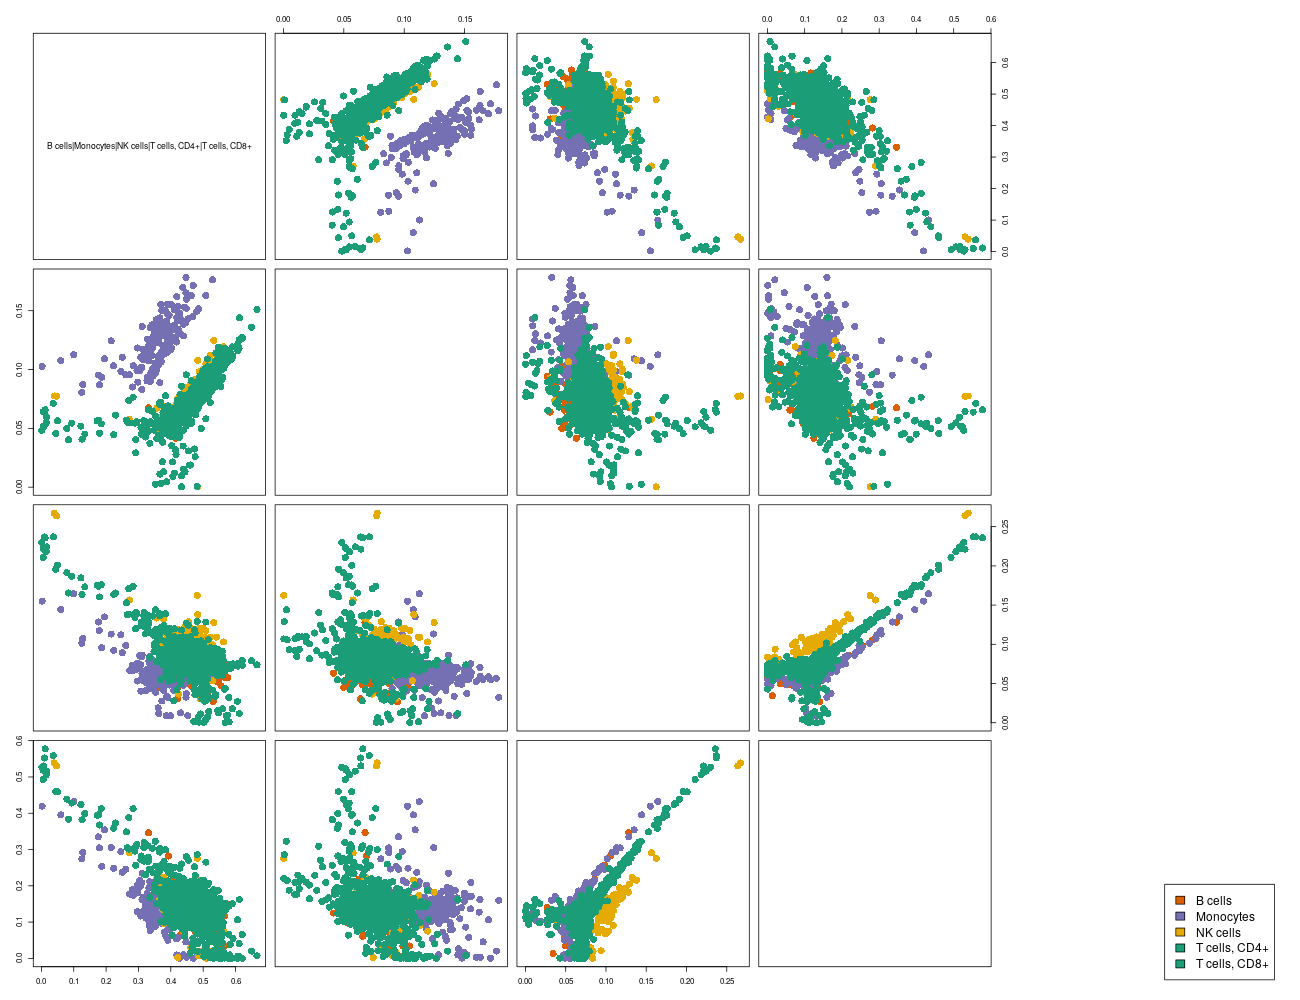 0.00 0.05 0.10 0.15
0.0 0.1 0.2 0.3 0.4 0.5 0.6
B cells|Monocytes|NK cells|T cells, CD4+|T cells, CD8+
0.6
0.5
0.4
0.3
0.2
0.1
0.0
0.15
0.10
0.05
0.00
0.25
0.20
0.15
0.10
0.05
0.00
0.6
0.5
0.4
0.3
0.2
0.1
0.0
0.0 0.1 0.2 0.3 0.4 0.5 0.6
0.00 0.05 0.10 0.15 0.20 0.25
B cells
Monocytes
NK cells
T cells, CD4+
T cells, CD8+